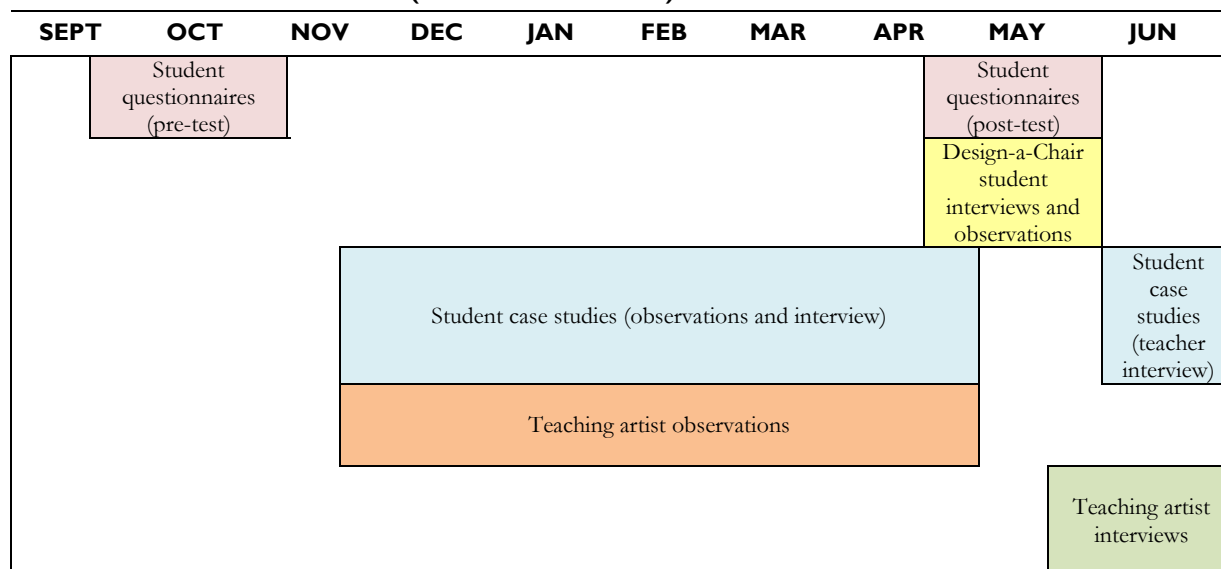 SEPT OCT NOV DEC JAN FEB MAR APR MAY JUN
Student
questionnaires
(pre-test)
Student
questionnaires
(post-test)
Design-a-Chair
student
interviews and
observations
Student case studies (observations and interview)
Student
case
studies
(teacher
interview)
Teaching artist observations
Teaching artist
interviews